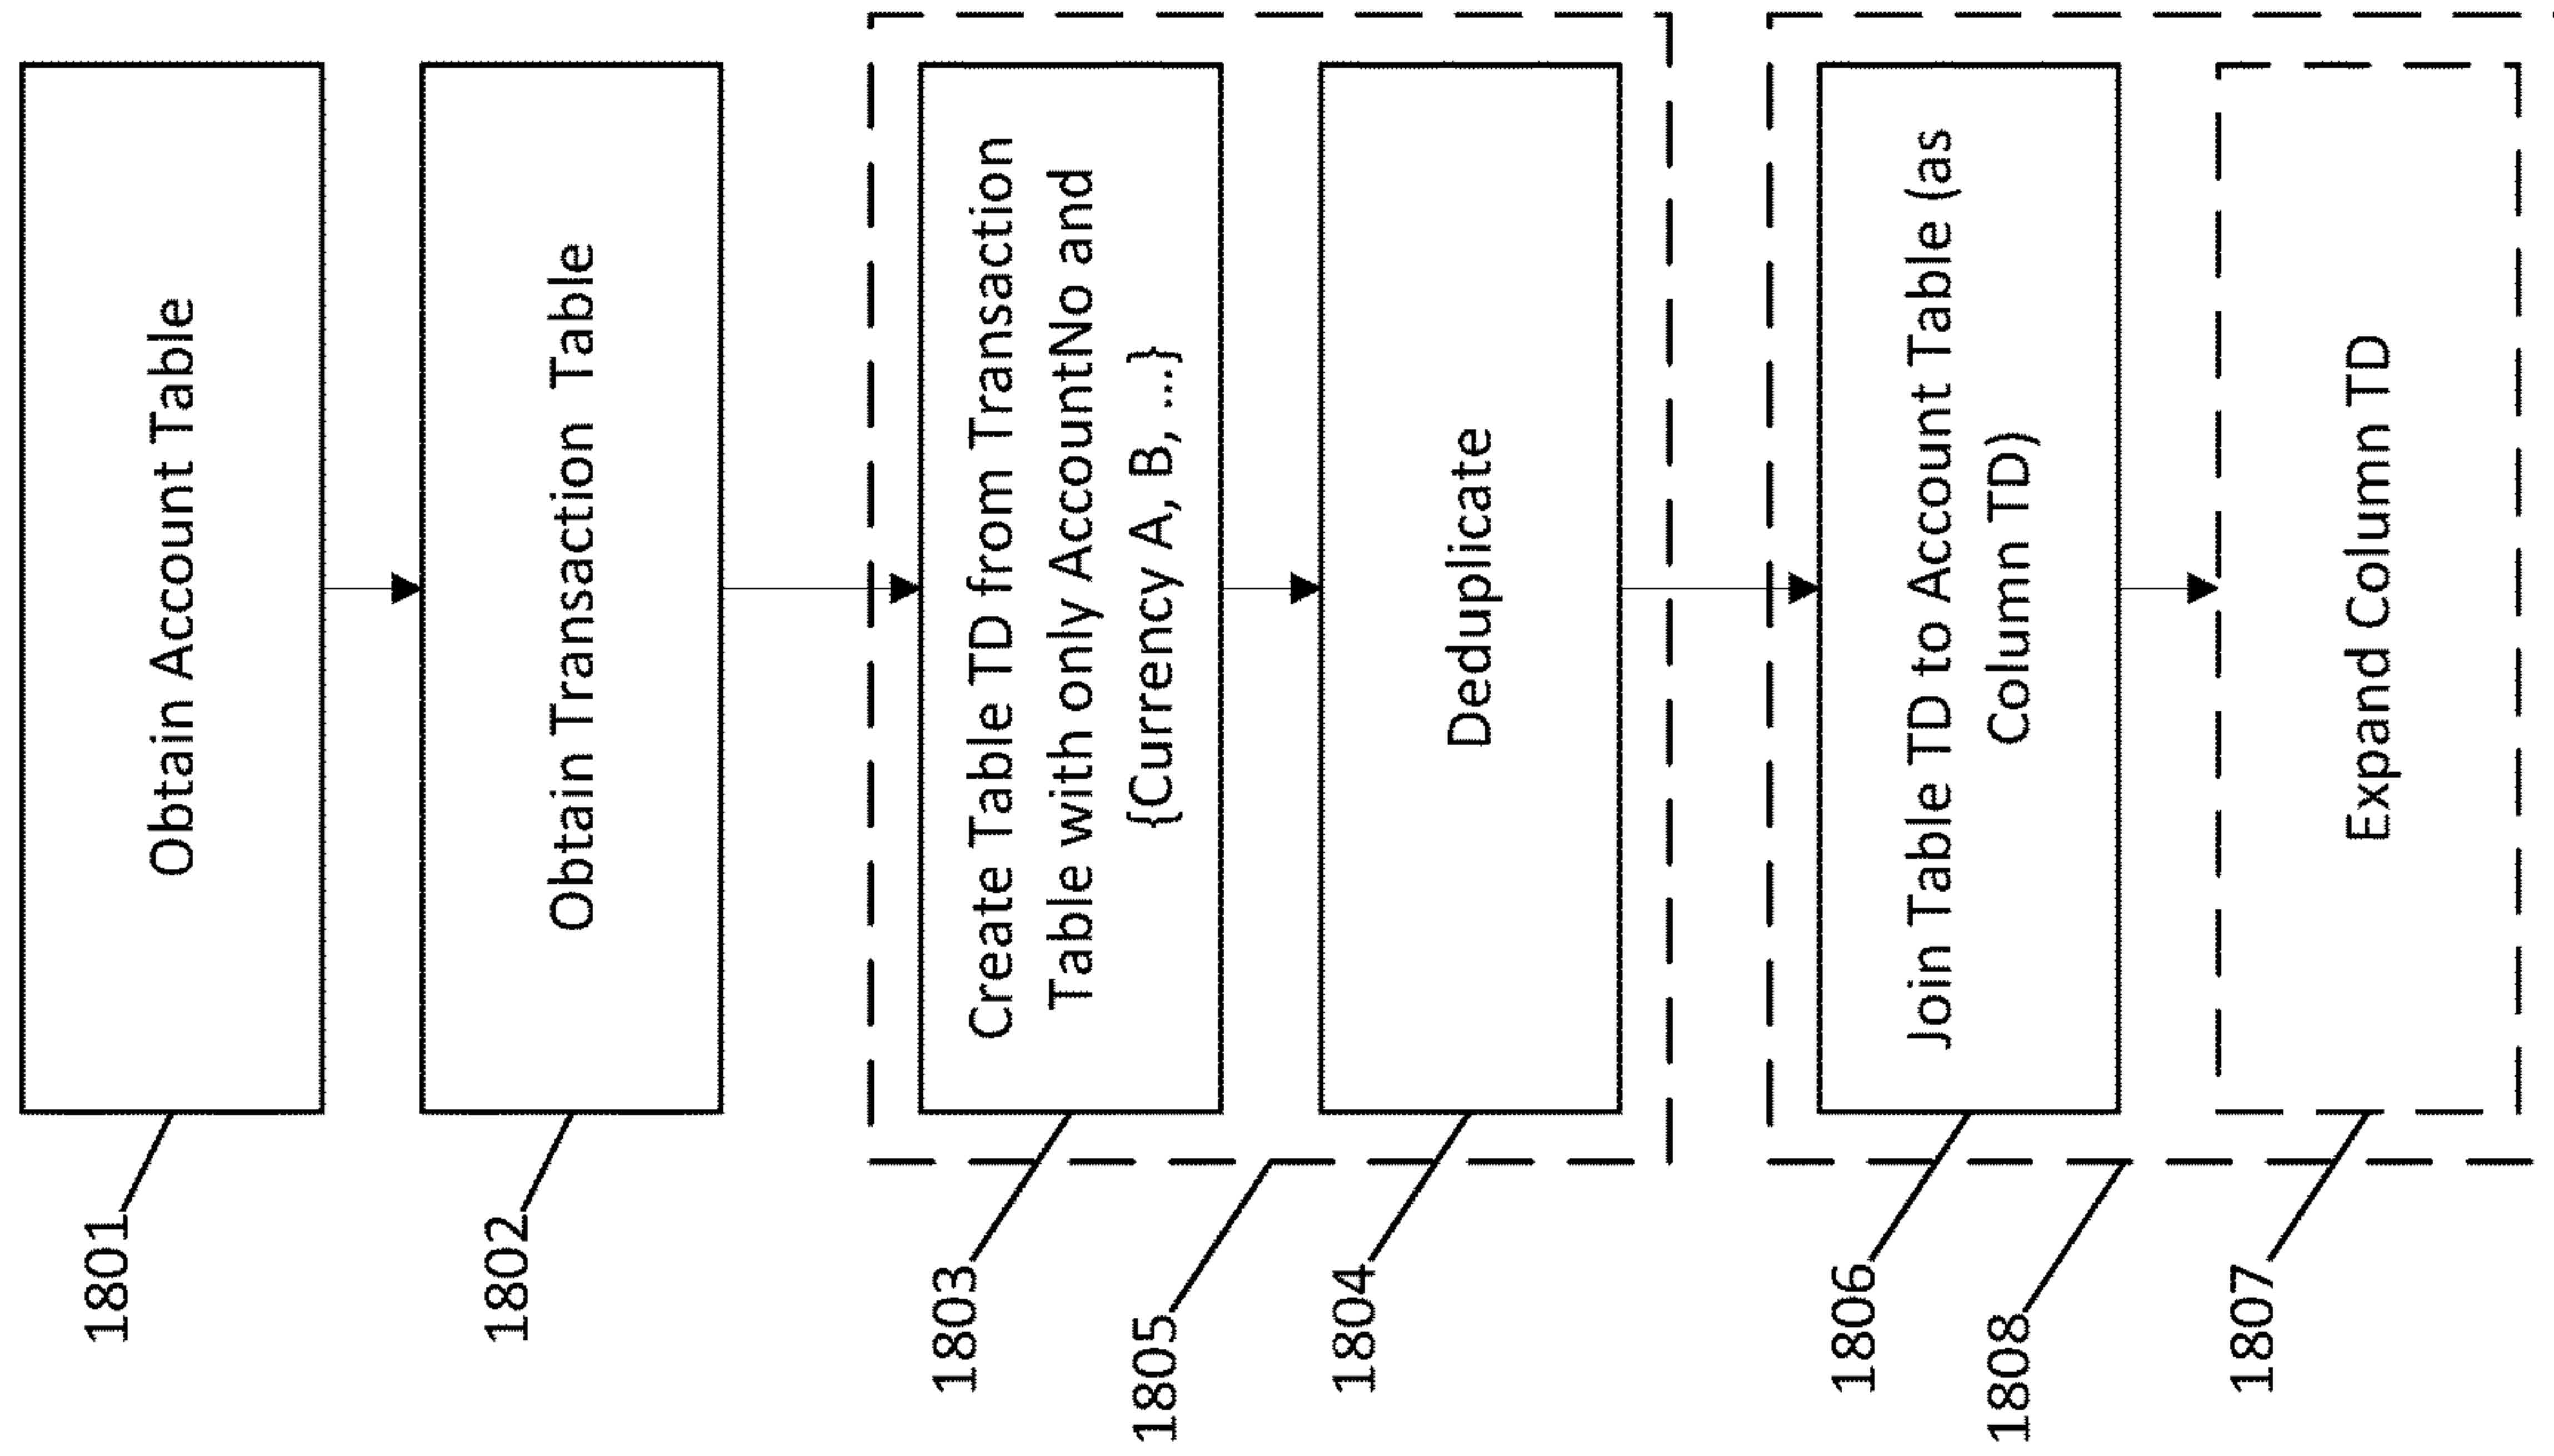 1801
Obtain Account Table
1802
Obtain Transaction Table
1803
Create Table TD from Transaction
Table with only AccountNo and
{Currency A, B, ...}
1805
1804
Deduplicate
1806
Join Table TD to Account Table (as
Column TD)
1808
1807
Expand Column TD